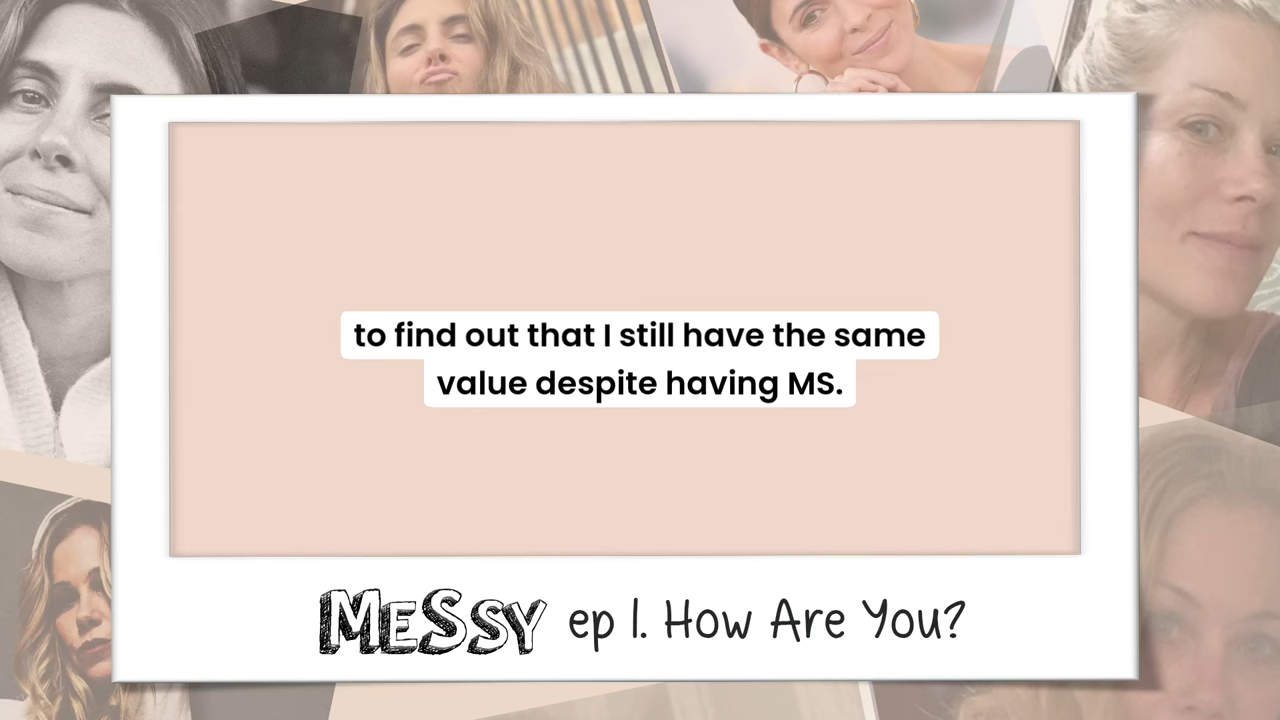 to find out that I still have the same
value despite having MS.
MeSSy ep 1. How Are You?